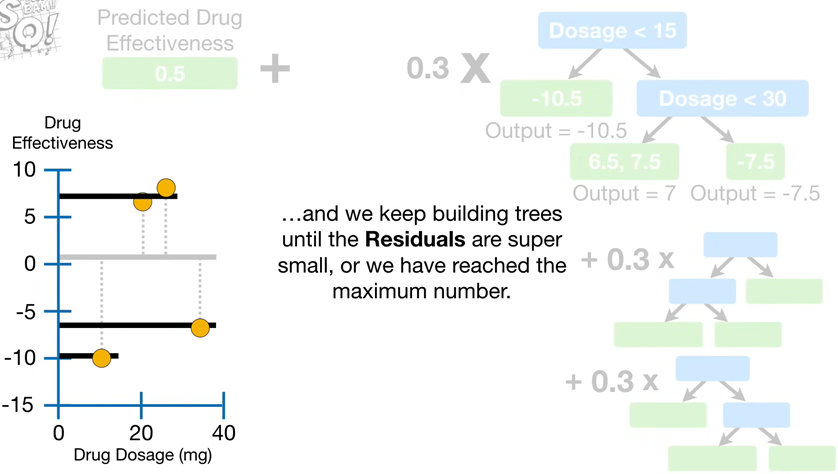 Predicted Drug
Effectiveness
0.5
+
0.3 X
Dosage < 15
-10.5
Dosage < 30
Output = -10.5
6.5, 7.5
-7.5
Output = 7
Output = -7.5
Drug
Effectiveness
10
5
0
-5
-10
-15
0
20
40
Drug Dosage (mg)
…and we keep building trees
until the Residuals are super
small, or we have reached the
maximum number.
+ 0.3 x
+ 0.3 x